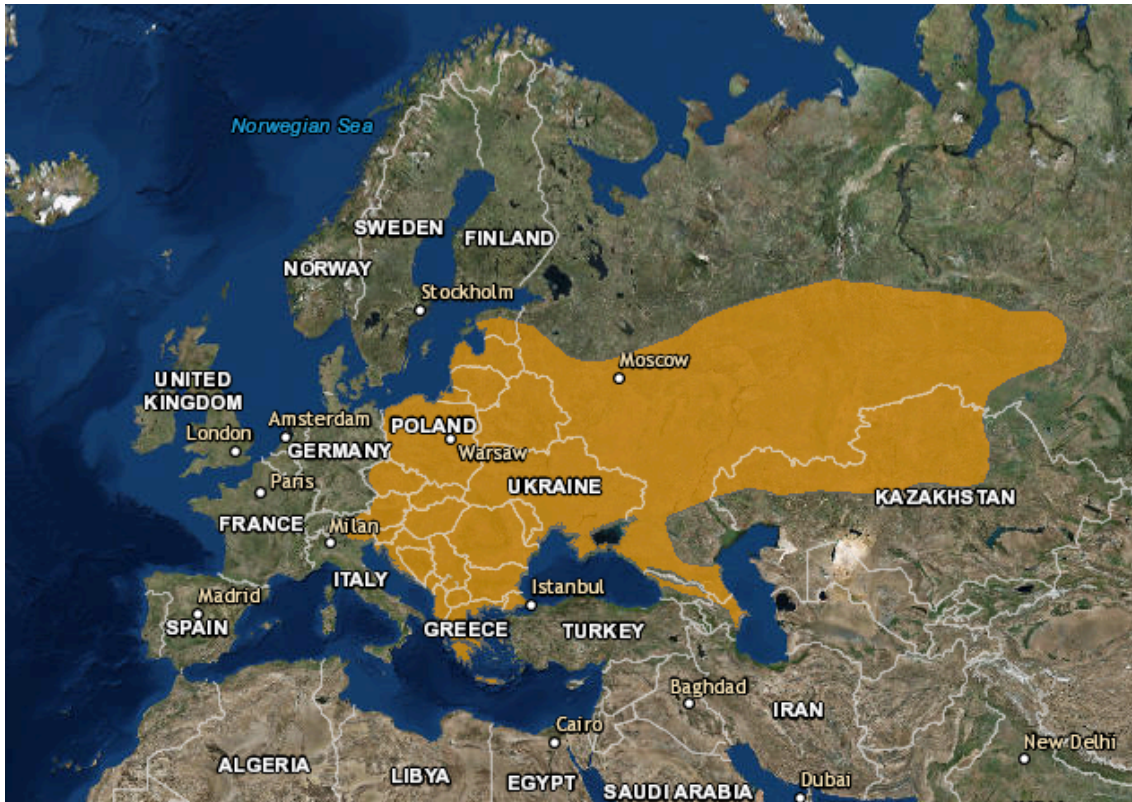 Norwegian Sea
SWEDEN
FINLAND
NORWAY
Stockholm
Moscow
UNITED
KINGDOM
Amsterdam
London
GERMANY
POLAND
Warsaw
Paris
UKRAINE
KAZAKHSTAN
FRANCE
Milan
ITALY
Madrid
SPAIN
Istanbul
GREECE
TURKEY
Baghdad
IRAN
Cairo
New Delhi
ALGERIA
LIBYA
EGYPT
SAUDI ARABIA
Dubai